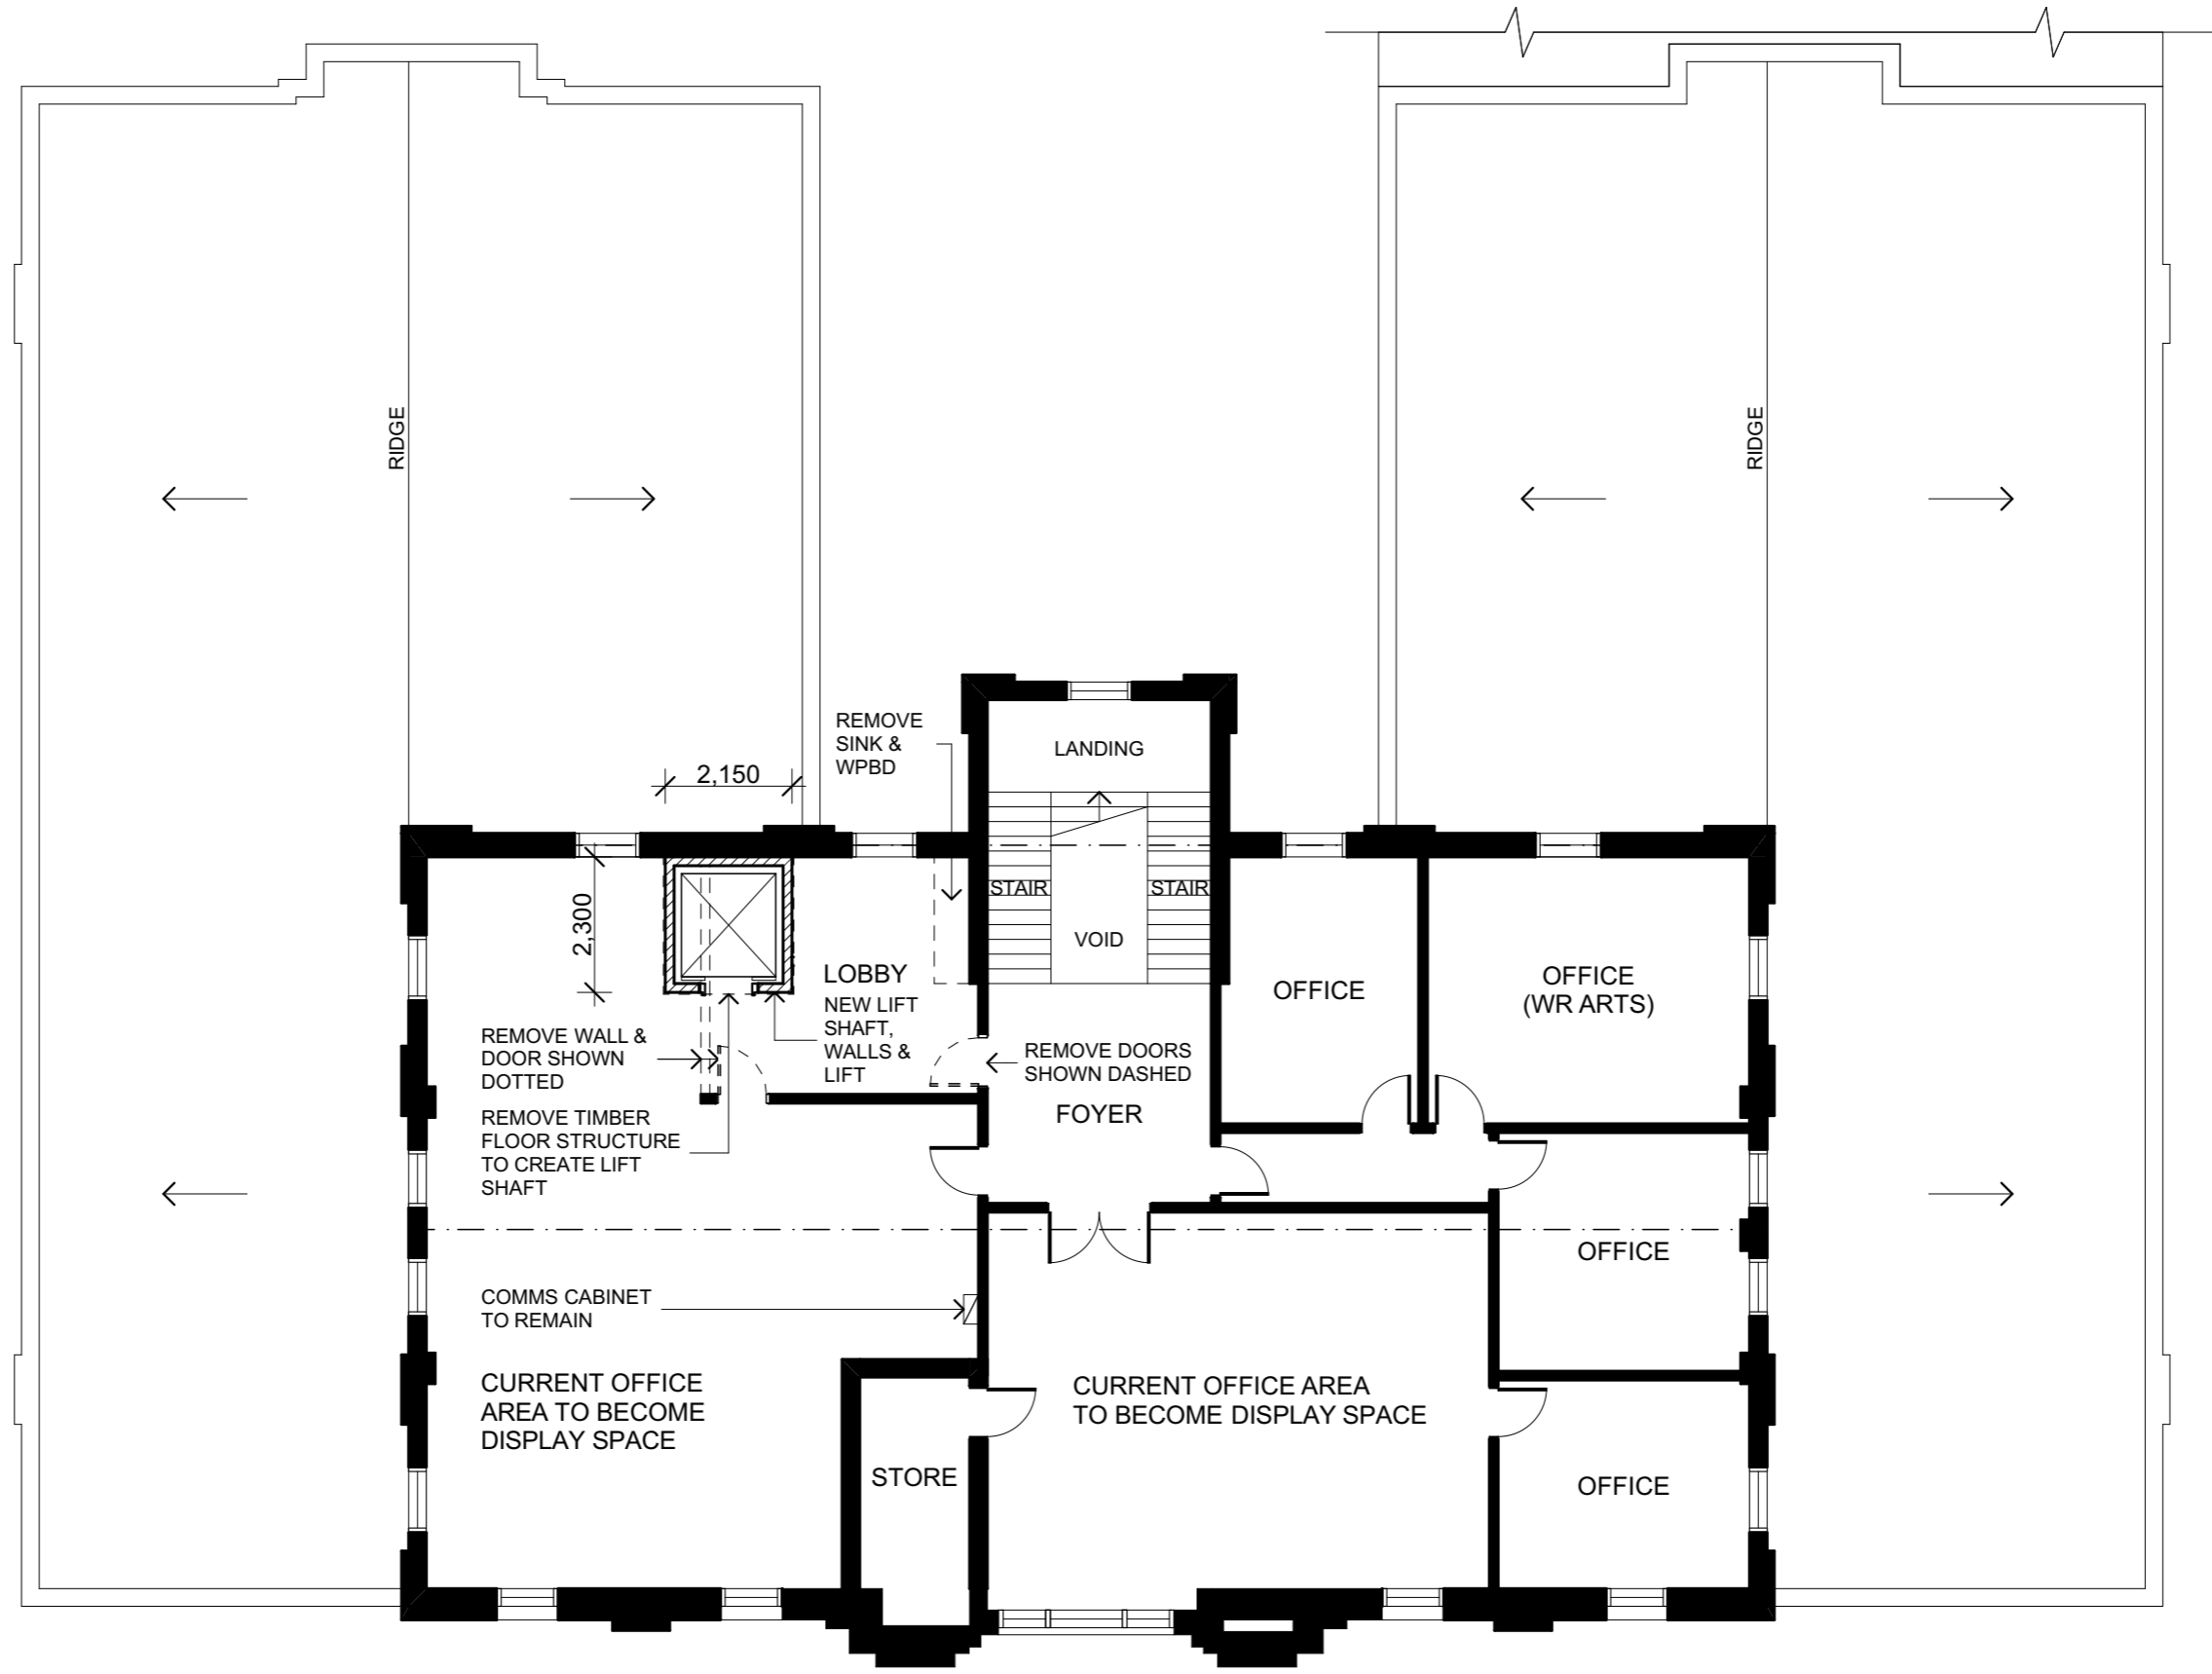 RIDGE
RIDGE
REMOVE
SINK &
WPBD
LANDING
2,150
STAIR
STAIR
2,300
VOID
LOBBY
NEW LIFT
SHAFT,
WALLS &
LIFT
OFFICE
OFFICE
(WR ARTS)
REMOVE WALL &
DOOR SHOWN
DOTTED
REMOVE DOORS
SHOWN DASHED
FOYER
REMOVE TIMBER
FLOOR STRUCTURE
TO CREATE LIFT
SHAFT
OFFICE
COMMS CABINET
TO REMAIN
CURRENT OFFICE
AREA TO BECOME
DISPLAY SPACE
CURRENT OFFICE AREA
TO BECOME DISPLAY SPACE
STORE
OFFICE